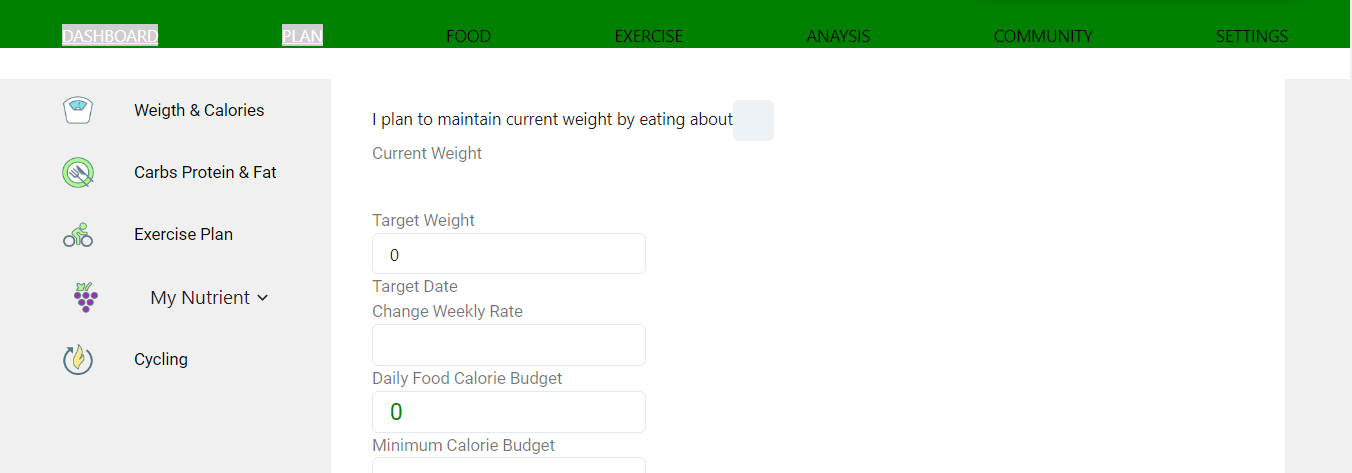 DASHBOARD PLAN FOOD EXERCISE ANAYSIS COMMUNITY SETTINGS
Weigth & Calories
Carbs Protein & Fat
Exercise Plan
My Nutrient
Cycling
I plan to maintain current weight by eating about
Current Weight
Target Weight
0
Target Date
Change Weekly Rate
Daily Food Calorie Budget
0
Minimum Calorie Budget